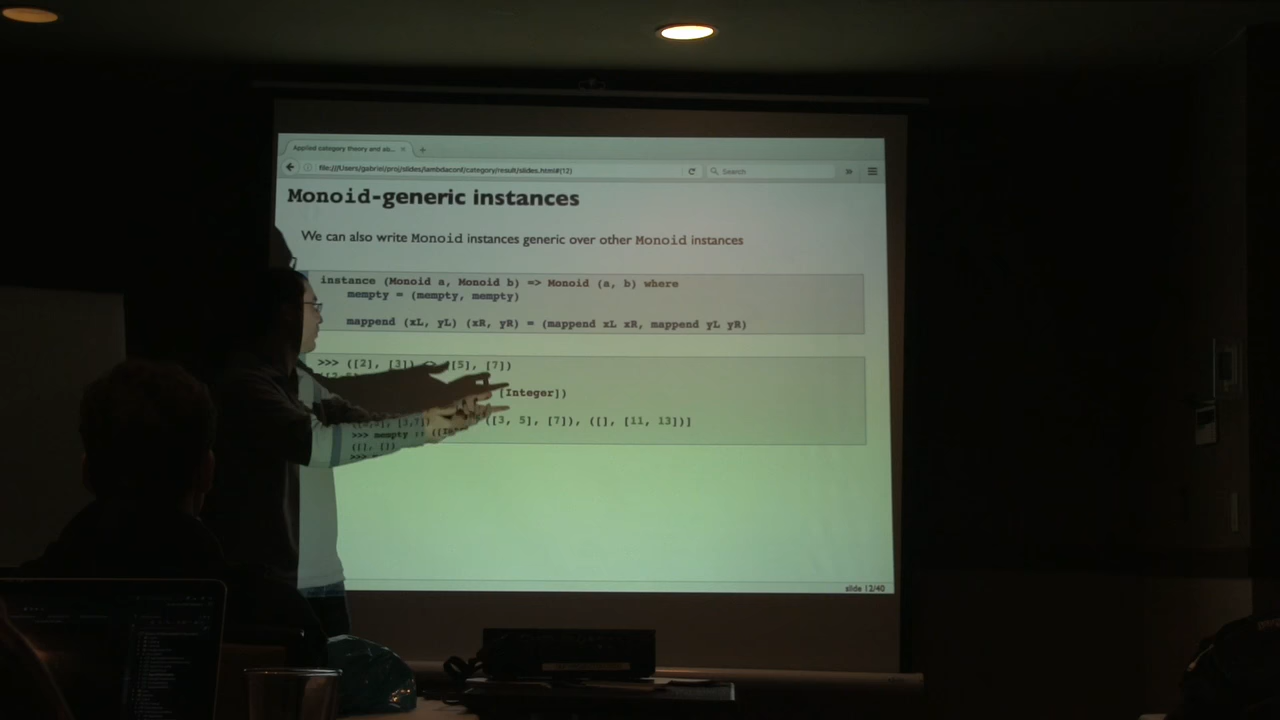 Applied category theory and ab...
file:///Users/gabriel/proj/slides/lambdaconf/category/result/slides.html#(12)
Search
Monoid-generic instances
We can also write Monoid instances generic over other Monoid instances
instance (Monoid a, Monoid b) => Monoid (a, b) where
mempty = (mempty, mempty)
mappend (xL, yL) (xR, yR) = (mappend xL xR, mappend yL yR)
>>> ([2], [3]) <> ([5], [7])
[Integer])
([3, 5], [7]), ([], [11, 13])]
>>> mempty ::
([], [])
>>>
slide 12/40